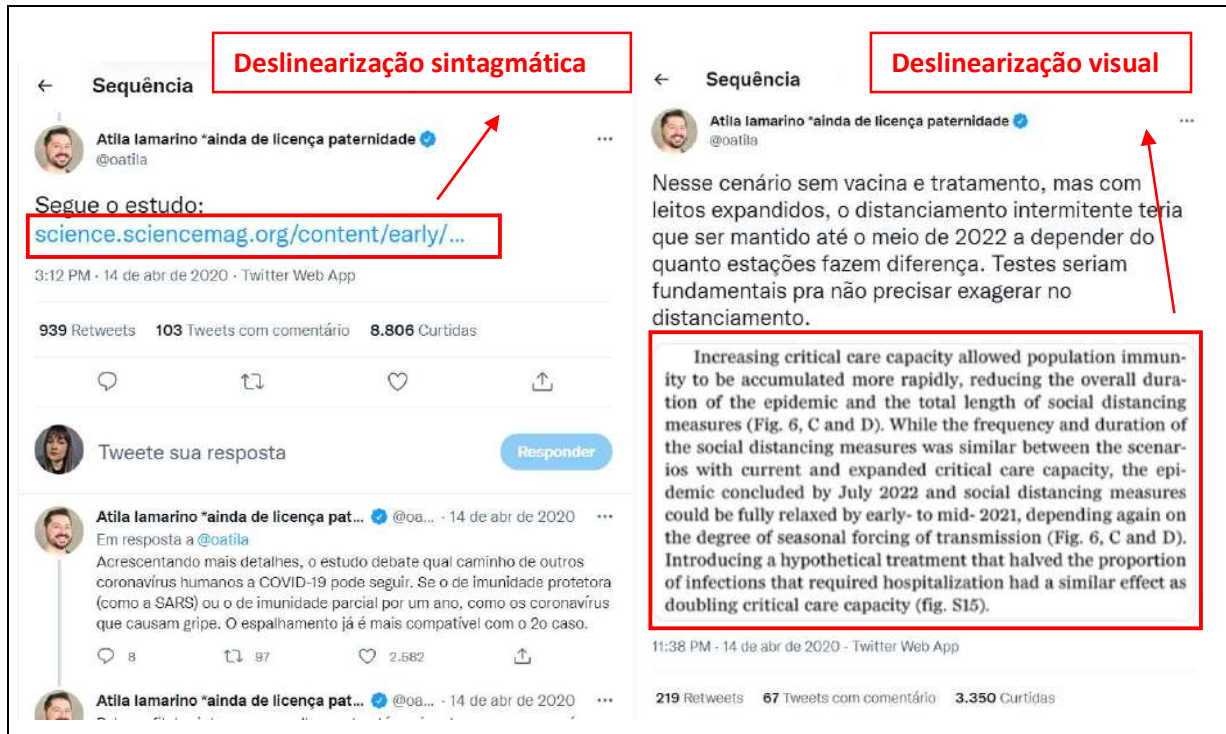 Deslinearização sintagmática
← Sequência
Atila Iamarino *ainda de licença paternidade
@oatila
Segue o estudo:
science.sciencemag.org/content/early/...
3:12 PM · 14 de abr de 2020 · Twitter Web App
939 Retweets 103 Tweets com comentário 8.806 Curtidas
Tweete sua resposta
Responder
Atila Iamarino *ainda de licença pat... @oa... · 14 de abr de 2020
Em resposta a @oatila
Acrescentando mais detalhes, o estudo debate qual caminho de outros
coronavírus humanos a COVID-19 pode seguir. Se o de imunidade protetora
(como a SARS) ou o de imunidade parcial por um ano, como os coronavírus
que causam gripe. O espalhamento já é mais compatível com o 2o caso.
8 97 2.582
Atila Iamarino *ainda de licença pat... @oa... · 14 de abr de 2020
Deslinearização visual
← Sequência
Atila Iamarino *ainda de licença paternidade
@oatila
Nesse cenário sem vacina e tratamento, mas com
leitos expandidos, o distanciamento intermitente teria
que ser mantido até o meio de 2022 a depender do
quanto estações fazem diferença. Testes seriam
fundamentais pra não precisar exagerar no
distanciamento.
Increasing critical care capacity allowed population immun-
ity to be accumulated more rapidly, reducing the overall dura-
tion of the epidemic and the total length of social distancing
measures (Fig. 6, C and D). While the frequency and duration of
the social distancing measures was similar between the scenar-
ios with current and expanded critical care capacity, the epi-
demic concluded by July 2022 and social distancing measures
could be fully relaxed by early- to mid- 2021, depending again on
the degree of seasonal forcing of transmission (Fig. 6, C and D).
Introducing a hypothetical treatment that halved the proportion
of infections that required hospitalization had a similar effect as
doubling critical care capacity (fig. S15).
11:38 PM · 14 de abr de 2020 · Twitter Web App
219 Retweets 67 Tweets com comentário 3.350 Curtidas